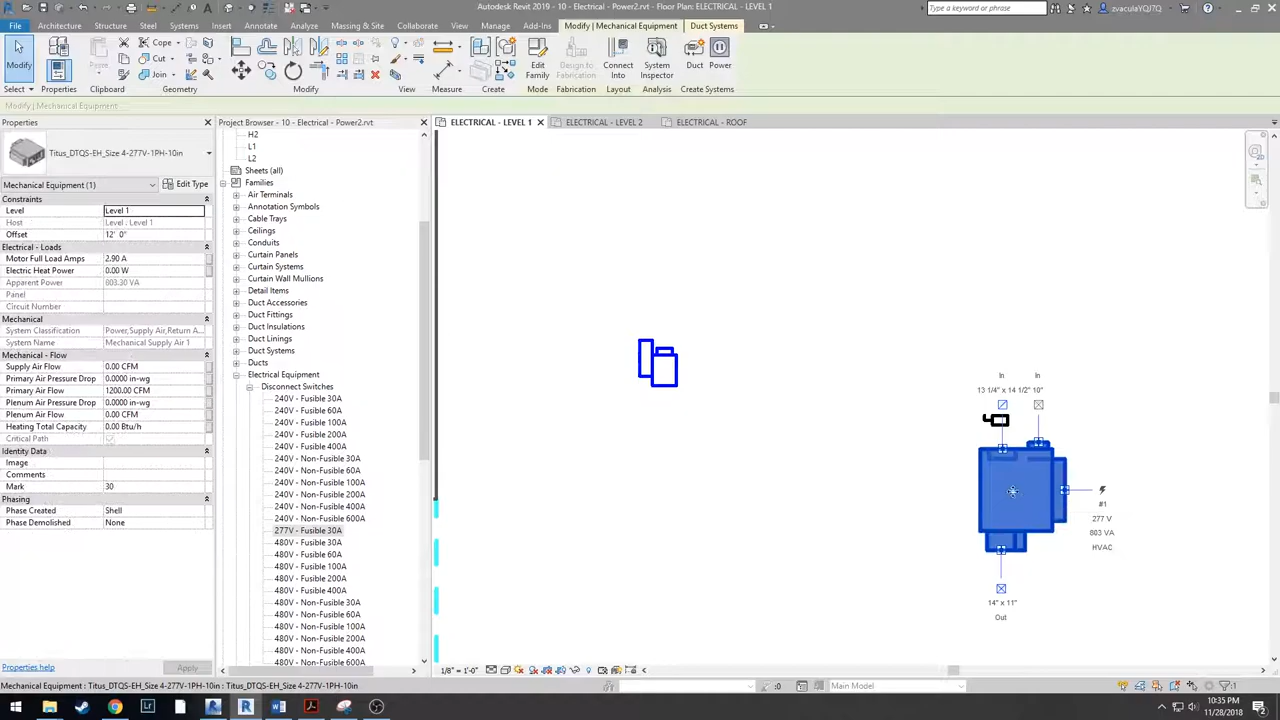 Autodesk Revit 2019 - 10 - Electrical - Power2.rvt - Floor Plan: ELECTRICAL - LEVEL 1
Type a keyword or phrase
zvaculaYQJ7Q
File Architecture Structure Steel Systems Insert Annotate Analyze Massing & Site Collaborate View Manage Add-Ins Modify | Mechanical Equipment Duct Systems
Cope
Cut
Join
Modify
Edit Family
Design to Fabrication
Connect Into
System Inspector
Duct
Power
Select Properties Clipboard Geometry Modify View Measure Create Mode Fabrication Layout Analysis Create Systems
Modify | Mechanical Equipment
Properties
Titus_DTQS-EH_Size 4-277V-1PH-10in
Mechanical Equipment (1)
Edit Type
Constraints
Level Level 1
Host Level : Level 1
Offset 12' 0"
Electrical - Loads
Motor Full Load Amps 2.90 A
Electric Heat Power 0.00 W
Apparent Power 803.30 VA
Panel
Circuit Number
Mechanical
System Classification Power,Supply Air,Return A...
System Name Mechanical Supply Air 1
Mechanical - Flow
Supply Air Flow 0.00 CFM
Primary Air Pressure Drop 0.0000 in-wg
Primary Air Flow 1200.00 CFM
Plenum Air Pressure Drop 0.0000 in-wg
Plenum Air Flow 0.00 CFM
Heating Total Capacity 0.00 Btu/h
Critical Path
Identity Data
Image
Comments
Mark 30
Phasing
Phase Created Shell
Phase Demolished None
Properties help
Apply
Project Browser - 10 - Electrical - Power2.rvt
H2
L1
L2
Sheets (all)
Families
Air Terminals
Annotation Symbols
Cable Trays
Ceilings
Conduits
Curtain Panels
Curtain Systems
Curtain Wall Mullions
Detail Items
Duct Accessories
Duct Fittings
Duct Insulations
Duct Linings
Duct Systems
Ducts
Electrical Equipment
Disconnect Switches
240V - Fusible 30A
240V - Fusible 60A
240V - Fusible 100A
240V - Fusible 200A
240V - Fusible 400A
240V - Non-Fusible 30A
240V - Non-Fusible 60A
240V - Non-Fusible 100A
240V - Non-Fusible 200A
240V - Non-Fusible 400A
240V - Non-Fusible 600A
277V - Fusible 30A
480V - Fusible 30A
480V - Fusible 60A
480V - Fusible 100A
480V - Fusible 200A
480V - Fusible 400A
480V - Non-Fusible 30A
480V - Non-Fusible 60A
480V - Non-Fusible 100A
480V - Non-Fusible 200A
480V - Non-Fusible 400A
480V - Non-Fusible 600A
ELECTRICAL - LEVEL 1
ELECTRICAL - LEVEL 2
ELECTRICAL - ROOF
In In
13 1/4" x 14 1/2" 10"
#1
277 V
803 VA
HVAC
14" x 11"
Out
1/8" = 1'-0"
Mechanical Equipment : Titus_DTQS-EH_Size 4-277V-1PH-10in : Titus_DTQS-EH_Size 4-277V-1PH-10in
:0
Main Model
:1
10:35 PM
11/28/2018